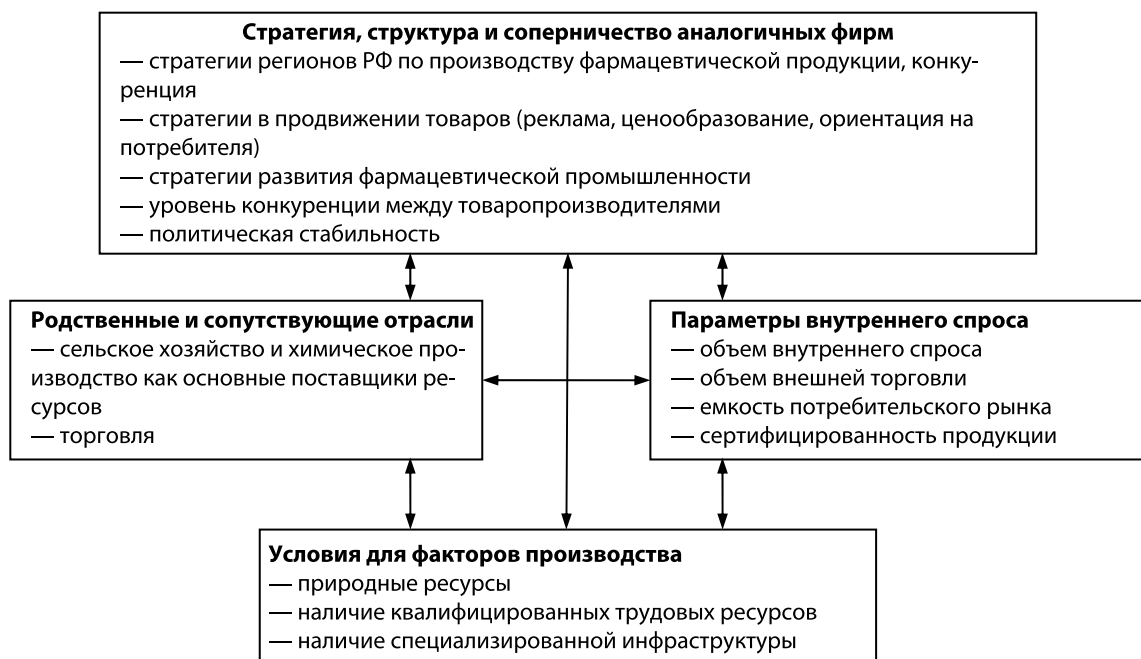 Стратегия, структура и соперничество аналогичных фирм
— стратегии регионов РФ по производству фармацевтической продукции, конку-
ренция
— стратегии в продвижении товаров (реклама, ценообразование, ориентация на
потребителя)
— стратегии развития фармацевтической промышленности
— уровень конкуренции между товаропроизводителями
— политическая стабильность
Родственные и сопутствующие отрасли
— сельское хозяйство и химическое про-
изводство как основные поставщики ре-
сурсов
— торговля
Параметры внутреннего спроса
— объем внутреннего спроса
— объем внешней торговли
— емкость потребительского рынка
— сертифицированность продукции
Условия для факторов производства
— природные ресурсы
— наличие квалифицированных трудовых ресурсов
— наличие специализированной инфраструктуры